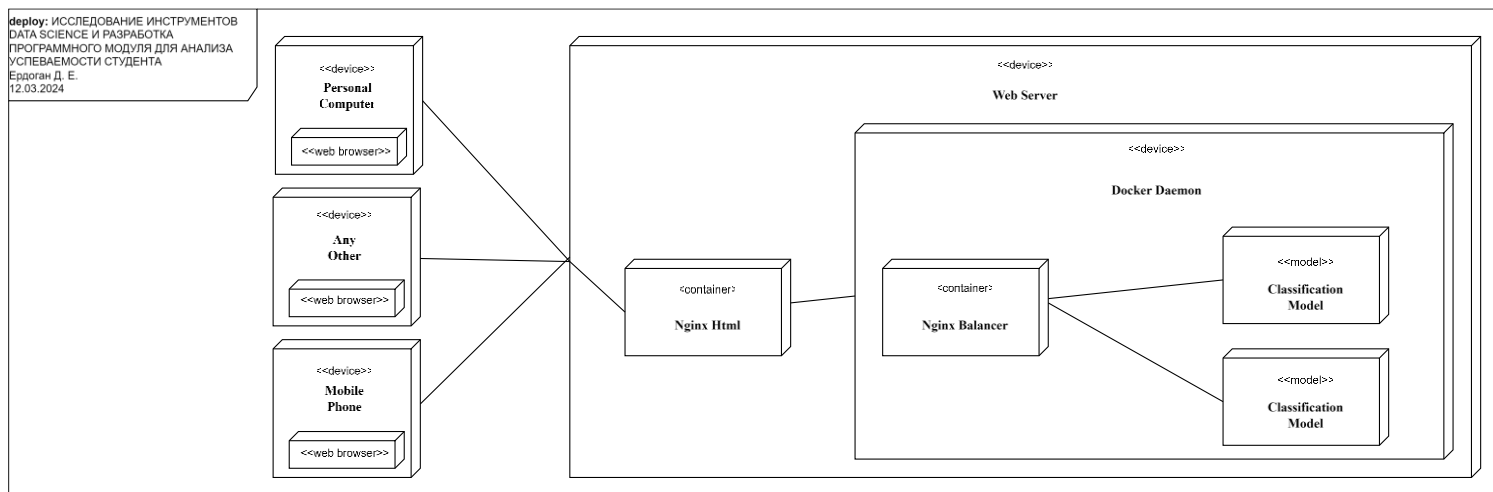 deploy: ИССЛЕДОВАНИЕ ИНСТРУМЕНТОВ
DATA SCIENCE И РАЗРАБОТКА
ПРОГРАММНОГО МОДУЛЯ ДЛЯ АНАЛИЗА
УСПЕВАЕМОСТИ СТУДЕНТА
Ердоган Д. Е.
12.03.2024
<<device>>
Personal
Computer
<<web browser>>
<<device>>
Any
Other
<<web browser>>
<<device>>
Mobile
Phone
<<web browser>>
<<device>>
Web Server
<container>
Nginx Html
<<device>>
Docker Daemon
<container>
Nginx Balancer
<<model>>
Classification
Model
<<model>>
Classification
Model